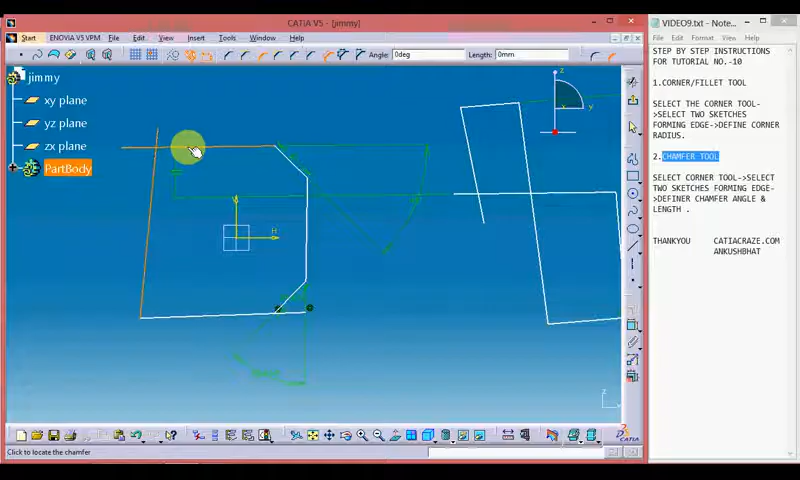 CATIA V5 - [jimmy]
Start
ENOVIA V5 VPM
File
Edit
View
Insert
Tools
Window
Help
Angle: 0deg
Length: 0mm
jimmy
xy plane
yz plane
zx plane
PartBody
z
x
y
V
H
Click to locate the chamfer
CATIA
VIDEO9.txt - Note...
File Edit Format View Help
STEP BY STEP INSTRUCTIONS
FOR TUTORIAL NO.-10
1.CORNER/FILLET TOOL
SELECT THE CORNER TOOL-
>SELECT TWO SKETCHES
FORMING EDGE->DEFINE CORNER
RADIUS.
2.CHAMFER TOOL
SELECT CORNER TOOL->SELECT
TWO SKETCHES FORMING EDGE-
>DEFINER CHAMFER ANGLE &
LENGTH .
THANKYOU CATIACRAZE.COM
ANKUSHBHAT